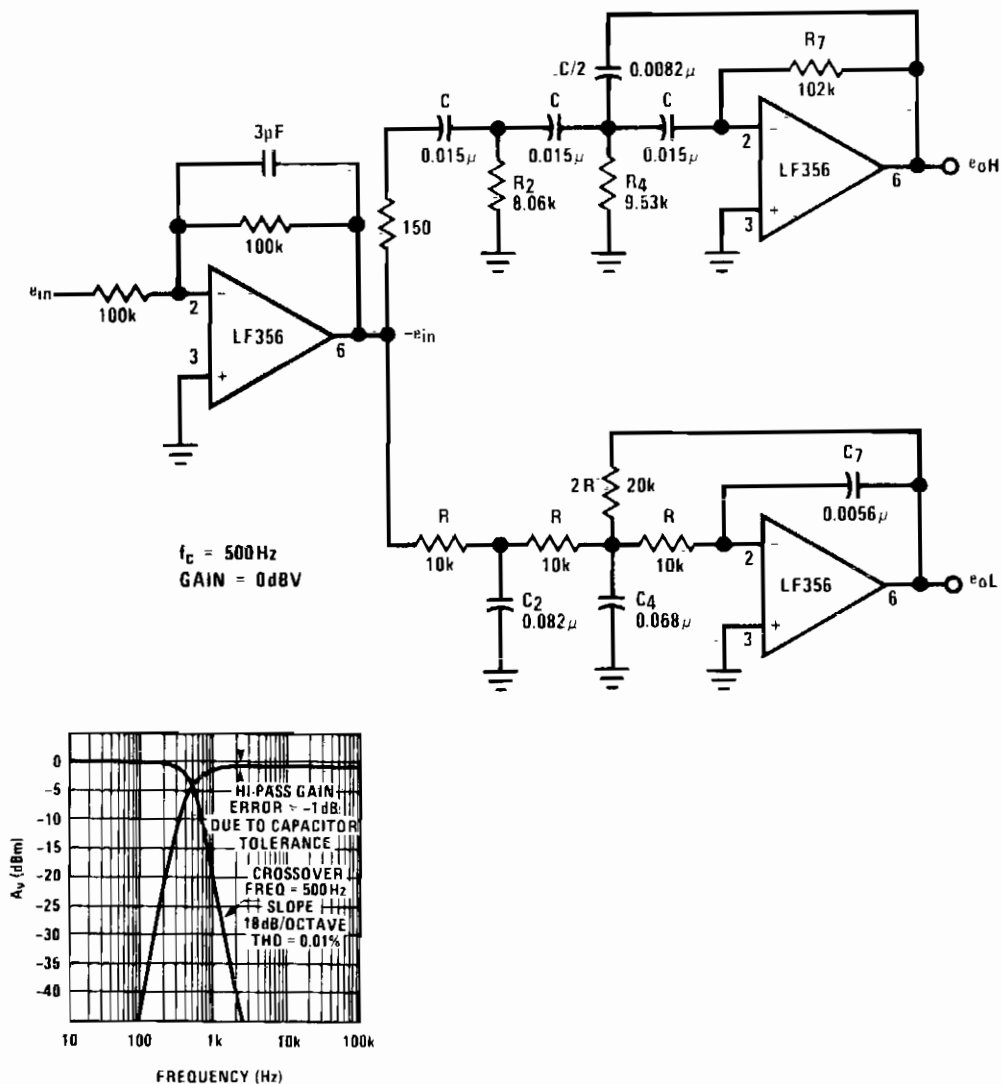 R7
102k
C/2
0.0082μ
C
C
C
0.015μ
0.015μ
0.015μ
2
LF356
6
eoH
3
R2
8.06k
R4
9.53k
3pF
150
100k
ein
100k
2
LF356
6
-ein
3
C7
0.0056μ
2R
20k
R
R
R
10k
10k
10k
2
LF356
6
eoL
3
fc = 500Hz
GAIN = 0dBV
C2
0.082μ
C4
0.068μ
0
-5
-10
-15
-20
-25
-30
-35
-40
Av (dBm)
HI-PASS GAIN
ERROR ≈ -1dB
DUE TO CAPACITOR
TOLERANCE
CROSSOVER
FREQ = 500Hz
SLOPE
18dB/OCTAVE
THD = 0.01%
10
100
1k
10k
100k
FREQUENCY (Hz)